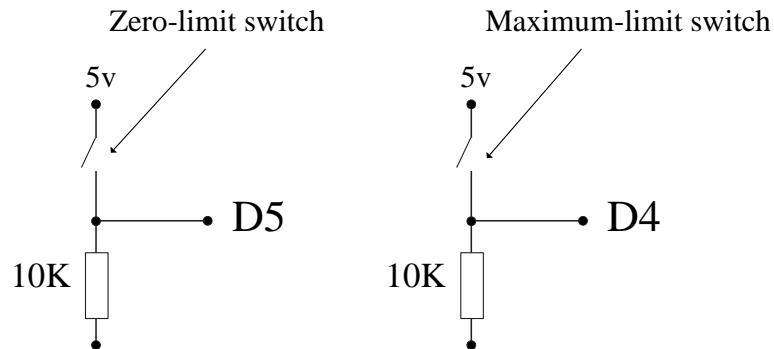 Zero-limit switch
Maximum-limit switch
5v
5v
D5
D4
10K
10K